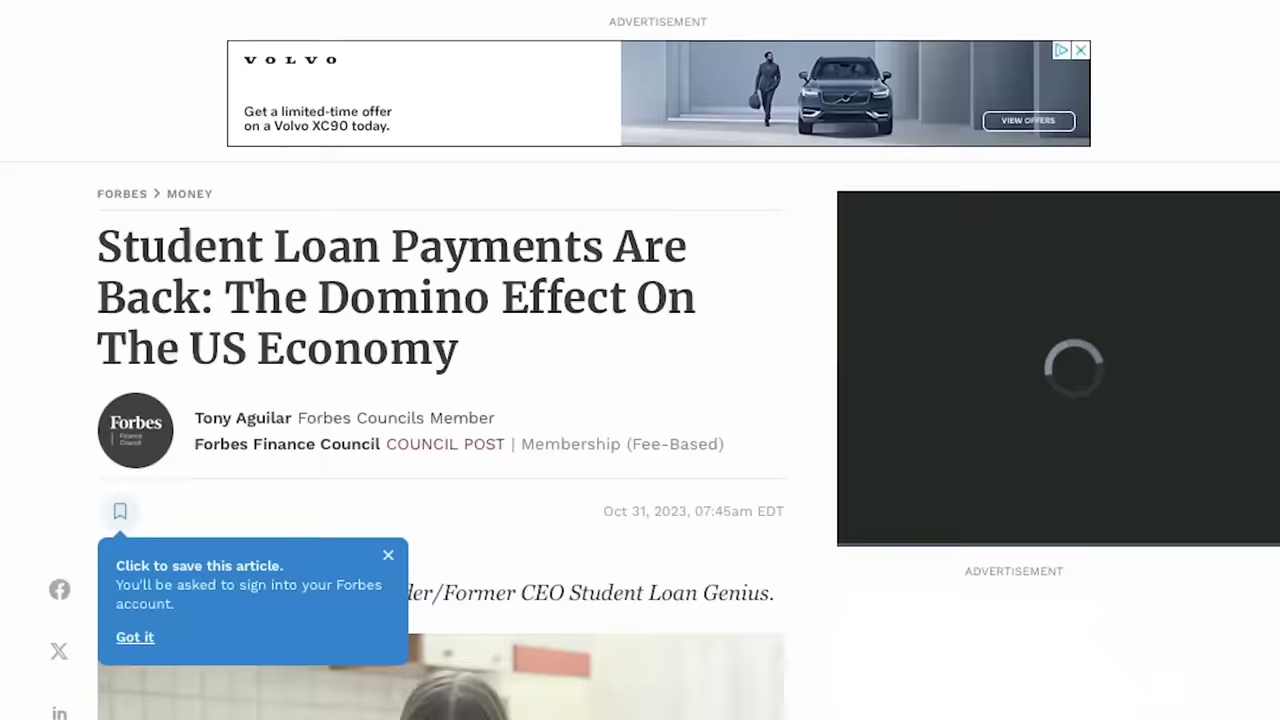 ADVERTISEMENT
VOLVO
Get a limited-time offer
on a Volvo XC90 today.
VIEW OFFERS
FORBES > MONEY
Student Loan Payments Are
Back: The Domino Effect On
The US Economy
Forbes
Finance
Council
Tony Aguilar Forbes Councils Member
Forbes Finance Council COUNCIL POST | Membership (Fee-Based)
Oct 31, 2023, 07:45am EDT
Click to save this article.
You'll be asked to sign into your Forbes
account.
Got it
/Former CEO Student Loan Genius.
ADVERTISEMENT